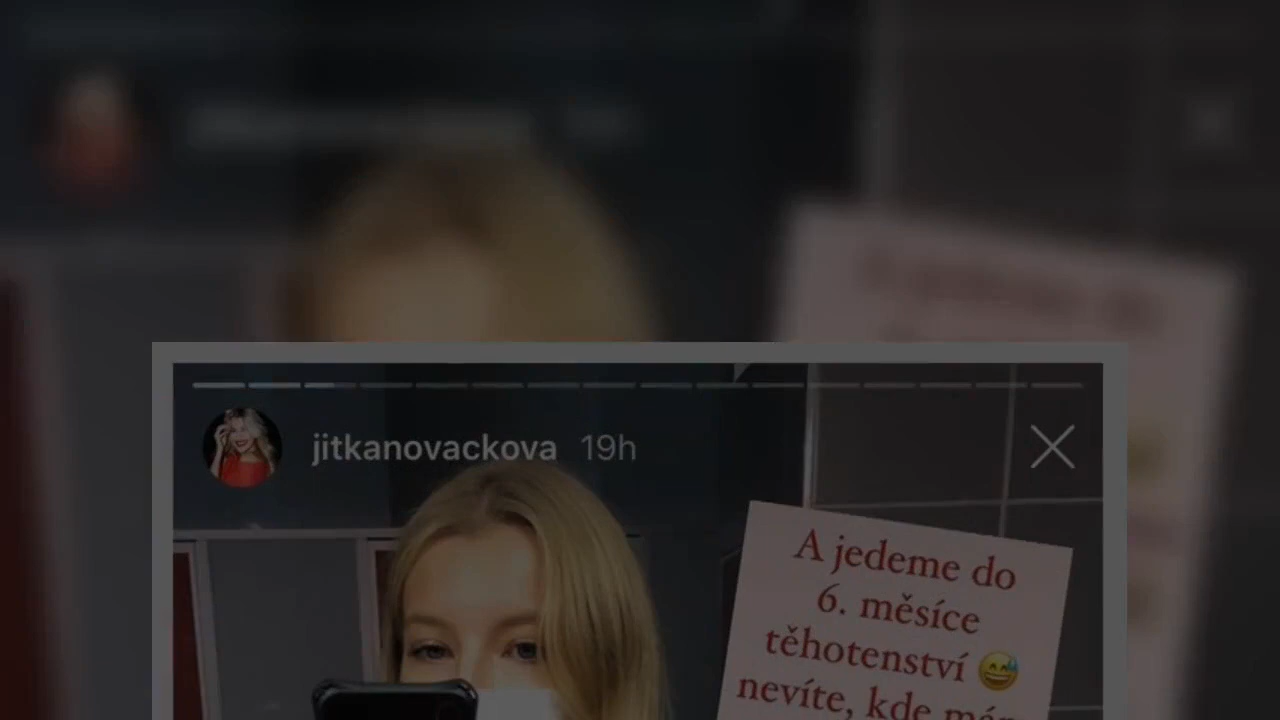 jitkanovackova 19h
A jedeme do
6. měsíce
těhotenství 😅
nevíte, kde